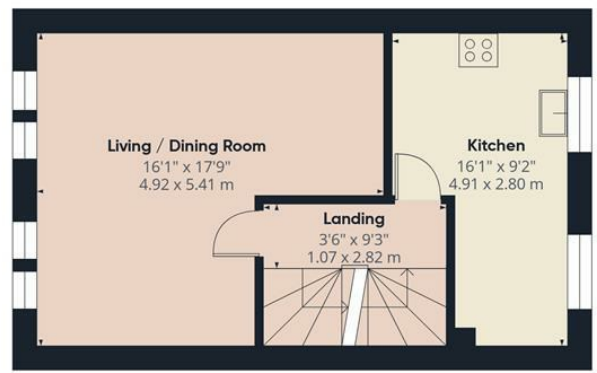 Living / Dining Room
16'1" x 17'9"
4.92 x 5.41 m
Kitchen
16'1" x 9'2"
4.91 x 2.80 m
Landing
3'6" x 9'3"
1.07 x 2.82 m